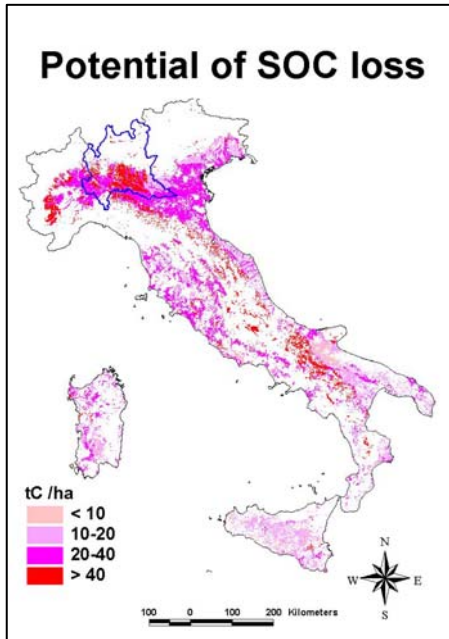 Potential of SOC loss
tC /ha
< 10
10-20
20-40
> 40
N
W E
S
100 0 100 200 Kilometers